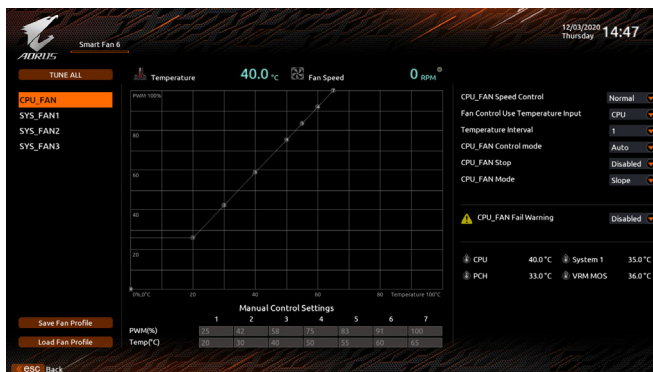 12/03/2020
Thursday 14:47
Smart Fan 6
AORUS
TUNE ALL
Temperature 40.0 °C Fan Speed 0 RPM
CPU_FAN
SYS_FAN1
SYS_FAN2
SYS_FAN3
PWM 100%
80
60
40
20
0%,0°C 20 40 60 80 Temperature 100°C
CPU_FAN Speed Control Normal
Fan Control Use Temperature Input CPU
Temperature Interval 1
CPU_FAN Control mode Auto
CPU_FAN Stop Disabled
CPU_FAN Mode Slope
CPU_FAN Fail Warning Disabled
CPU 40.0°C System 1 35.0°C
PCH 33.0°C VRM MOS 36.0°C
Manual Control Settings
1 2 3 4 5 6 7
PWM(%) 25 42 58 75 83 91 100
Temp(°C) 20 30 40 50 55 60 65
Save Fan Profile
Load Fan Profile
esc Back